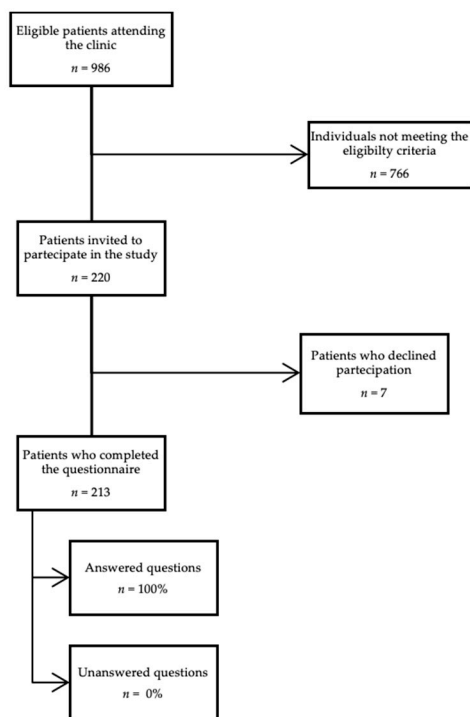 Eligible patients attending
the clinic
n = 986
Individuals not meeting the
eligibilty criteria
n = 766
Patients invited to
partecipate in the study
n = 220
Patients who declined
partecipation
n = 7
Patients who completed
the questionnaire
n = 213
Answered questions
n = 100%
Unanswered questions
n = 0%